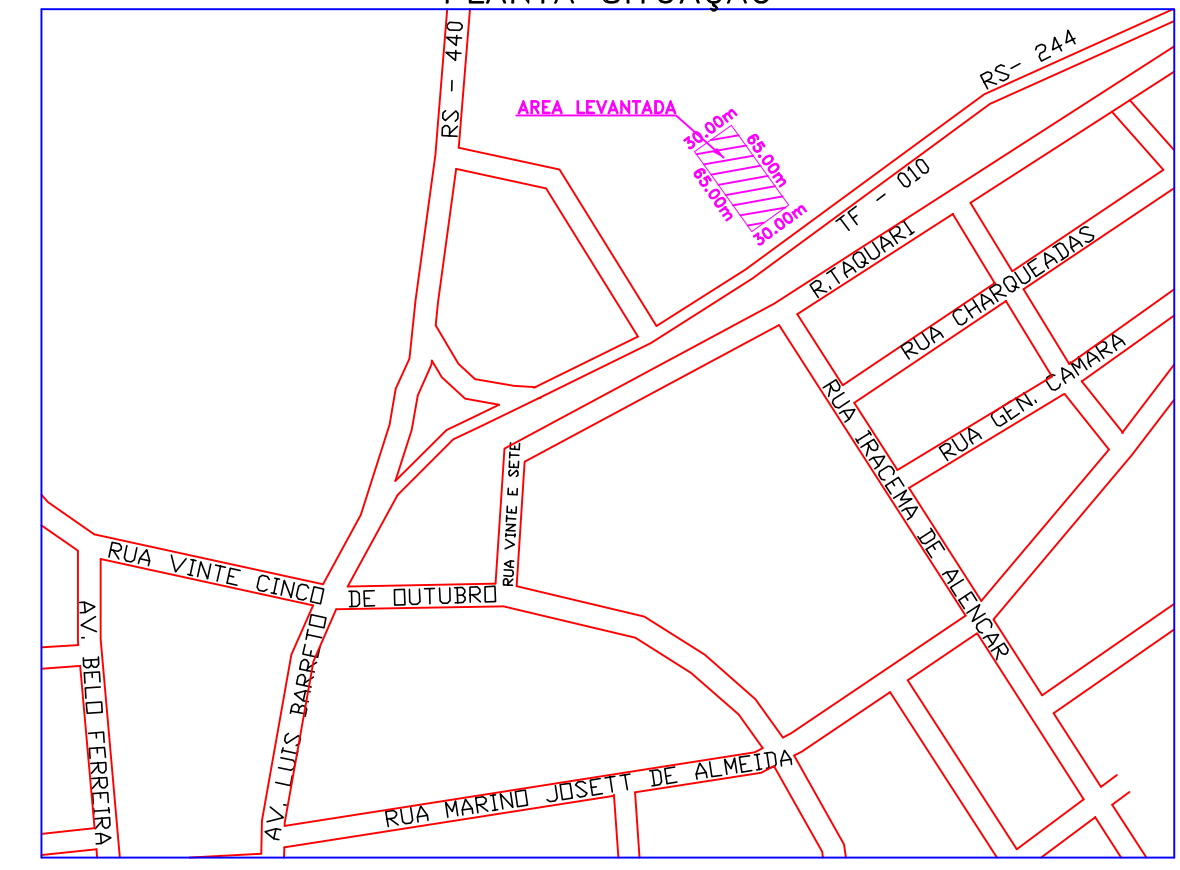 PLANTA SITUAÇÃO
RS - 440
RS- 244
AREA LEVANTADA
30.00m
65.00m
65.00m
30.00m
TF - 010
R.TAQUARI
RUA CHARQUEADAS
RUA GEN. CAMARA
RUA IRACEMA DE ALENCAR
RUA VINTE E SETE
RUA VINTE CINCO DE OUTUBRO
AV. BELO FERREIRA
AV. LUIS BARRETO
RUA MARINO JOSETT DE ALMEIDA